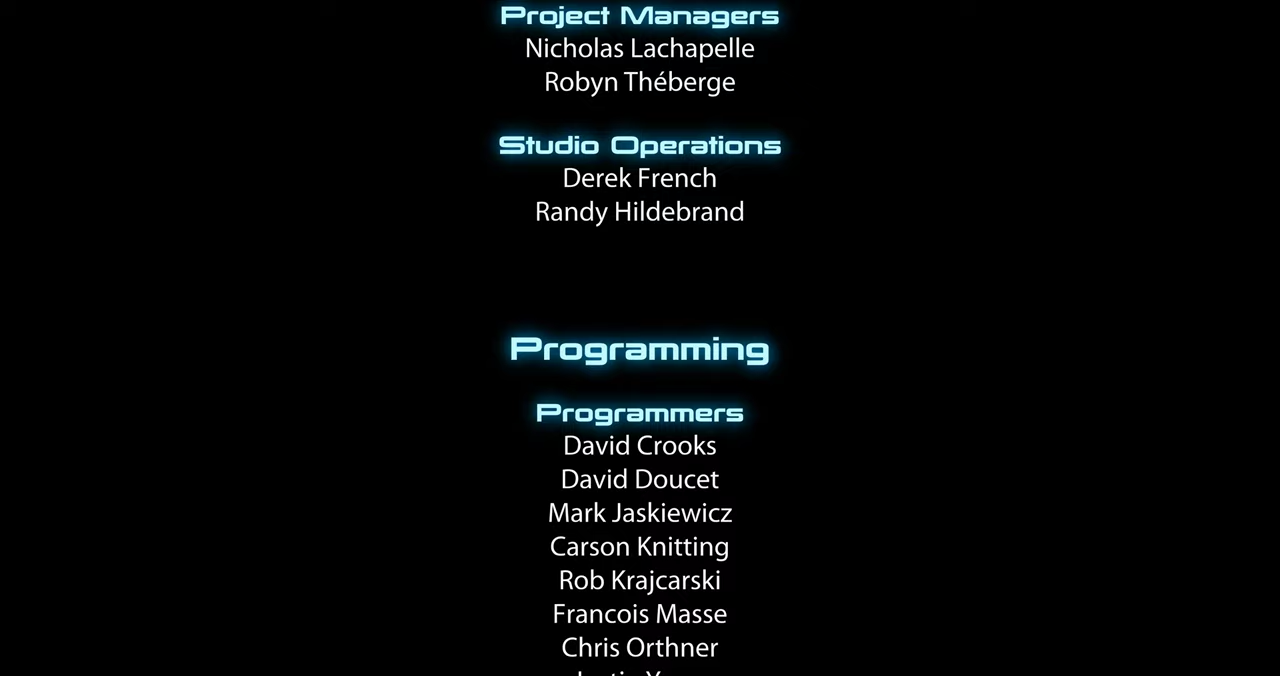 Project Managers
Nicholas Lachapelle
Robyn Théberge
Studio Operations
Derek French
Randy Hildebrand
Programming
Programmers
David Crooks
David Doucet
Mark Jaskiewicz
Carson Knitting
Rob Krajcarski
Francois Masse
Chris Orthner